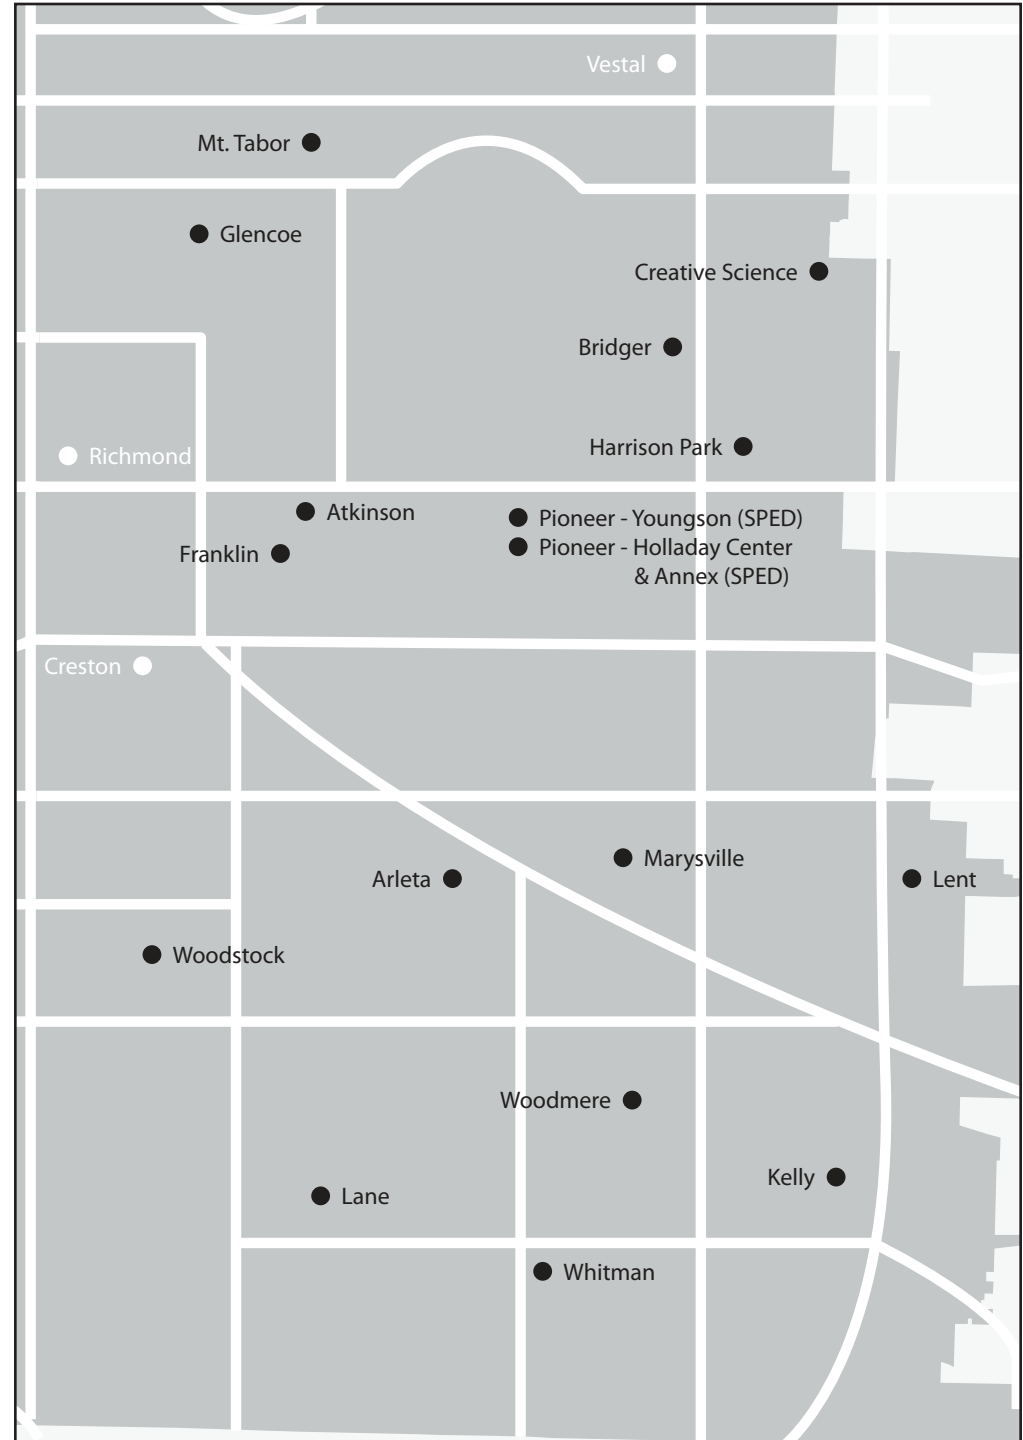 Vestal
Mt. Tabor
Glencoe
Creative Science
Bridger
Harrison Park
Richmond
Atkinson
Pioneer - Youngson (SPED)
Franklin
Pioneer - Holladay Center
& Annex (SPED)
Creston
Marysville
Arleta
Lent
Woodstock
Woodmere
Kelly
Lane
Whitman